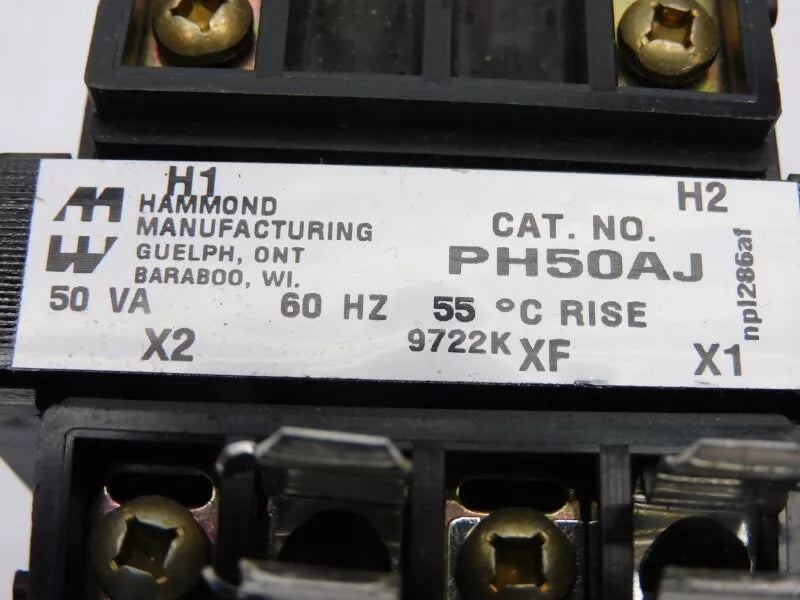 H1
H2
HAMMOND
MANUFACTURING
GUELPH, ONT
BARABOO, WI.
CAT. NO.
PH50AJ
npl286af
50 VA 60 HZ 55 °C RISE
9722K
X2 XF X1